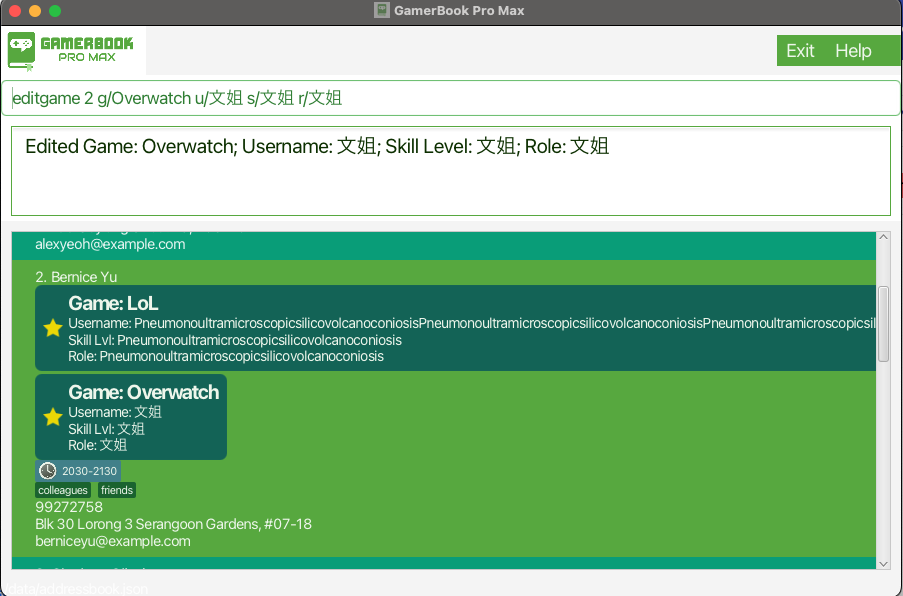 GamerBook Pro Max
GAMERBOOK
PRO MAX
Exit Help
editgame 2 g/Overwatch u/文姐 s/文姐 r/文姐
Edited Game: Overwatch; Username: 文姐; Skill Level: 文姐; Role: 文姐
alexyeoh@example.com
2. Bernice Yu
Game: LoL
Username: PneumonoultramicroscopicsilicovolcanoconiosisPneumonoultramicroscopicsilicovolcanoconiosisPneumonoultramicroscopicsil
Skill Lvl: Pneumonoultramicroscopicsilicovolcanoconiosis
Role: Pneumonoultramicroscopicsilicovolcanoconiosis
Game: Overwatch
Username: 文姐
Skill Lvl: 文姐
Role: 文姐
2030-2130
colleagues friends
99272758
Blk 30 Lorong 3 Serangoon Gardens, #07-18
berniceyu@example.com
/data/addressbook.json